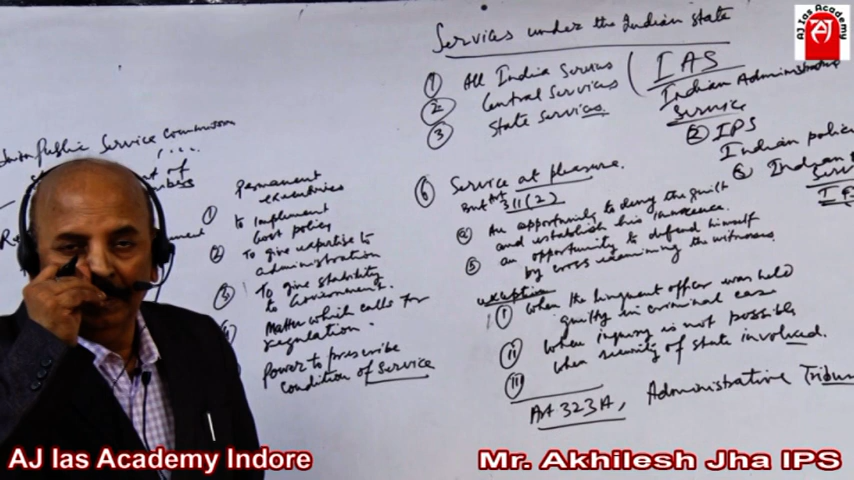 Services under the Indian state
① All India Services
② Central Services
③ State Services
IAS
Indian Administrative
Service
② IPS
Indian police
③ Indian
Public Service Commission
Permanent
executives
① to implement
Govt policy
② To give expertise to
administration
③ To give stability
to Government.
Matter which calls for
regulation.
Power to prescribe
condition of service
⑥ Service at pleasure.
But Art 311(2)
ⓐ An opportunity to deny the guilt
and establish his innocence.
ⓑ an opportunity to defend himself
by cross examining the witnesses
exception
ⓘ When the officer was held
guilty in criminal case
ⓘⓘ When inquiry is not possible
ⓘⓘⓘ When security of state involved.
Art 323A, Administrative
AJ Ias Academy
AJ Ias Academy Indore
Mr. Akhilesh Jha IPS